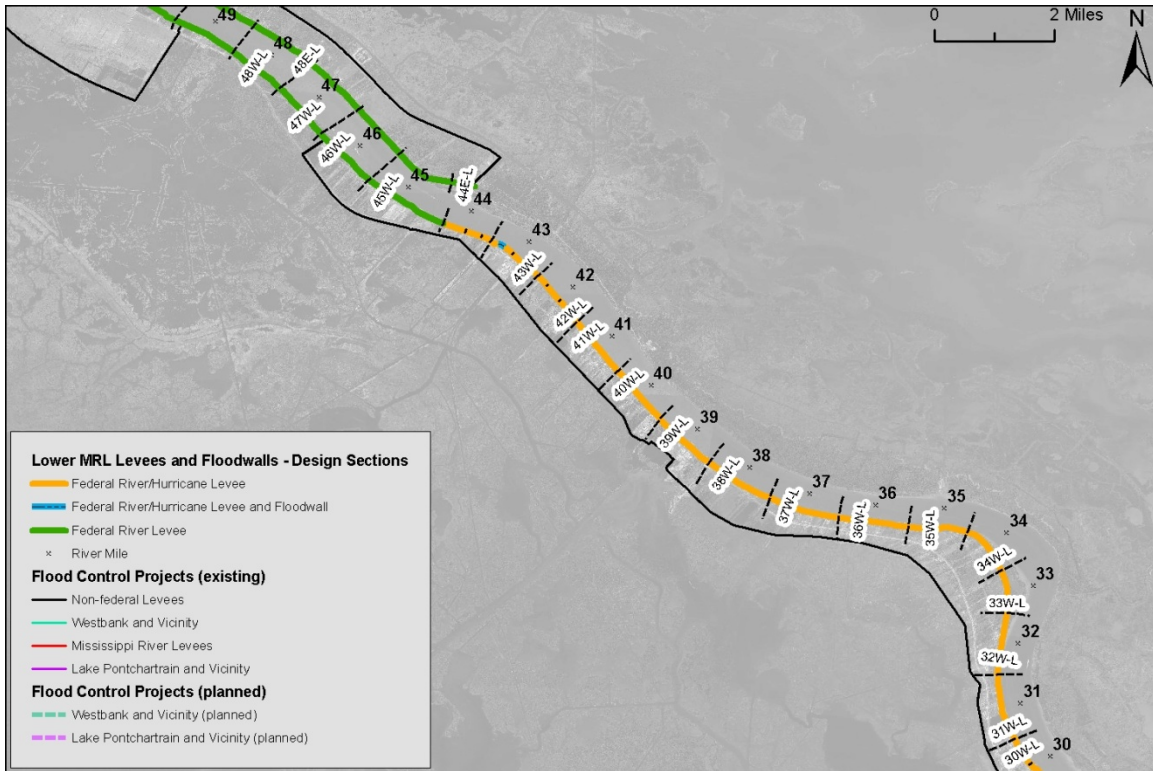 0 2 Miles
N
49
48
48W-L
48E-L
47
47W-L
46
46W-L
45
45W-L
44E-L
44
43
43W-L
42
42W-L
41
41W-L
40
40W-L
39
39W-L
38
38W-L
37
37W-L
36
36W-L
35
35W-L
34
34W-L
33
33W-L
32
32W-L
31
31W-L
30
30W-L
Lower MRL Levees and Floodwalls - Design Sections
Federal River/Hurricane Levee
Federal River/Hurricane Levee and Floodwall
Federal River Levee
River Mile
Flood Control Projects (existing)
Non-federal Levees
Westbank and Vicinity
Mississippi River Levees
Lake Pontchartrain and Vicinity
Flood Control Projects (planned)
Westbank and Vicinity (planned)
Lake Pontchartrain and Vicinity (planned)